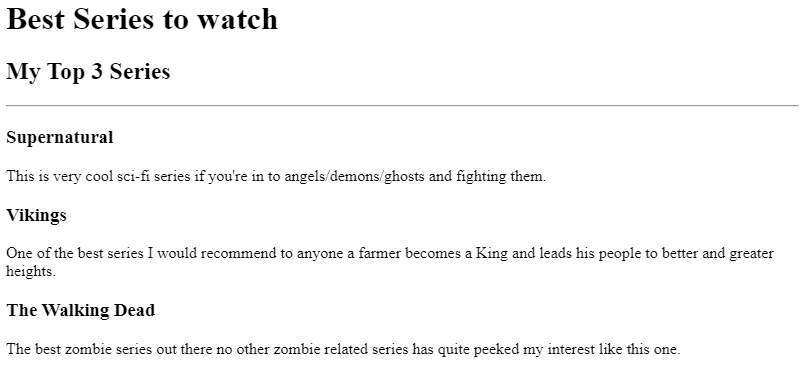 Best Series to watch
My Top 3 Series
Supernatural
This is very cool sci-fi series if you're in to angels/demons/ghosts and fighting them.
Vikings
One of the best series I would recommend to anyone a farmer becomes a King and leads his people to better and greater
heights.
The Walking Dead
The best zombie series out there no other zombie related series has quite peeked my interest like this one.